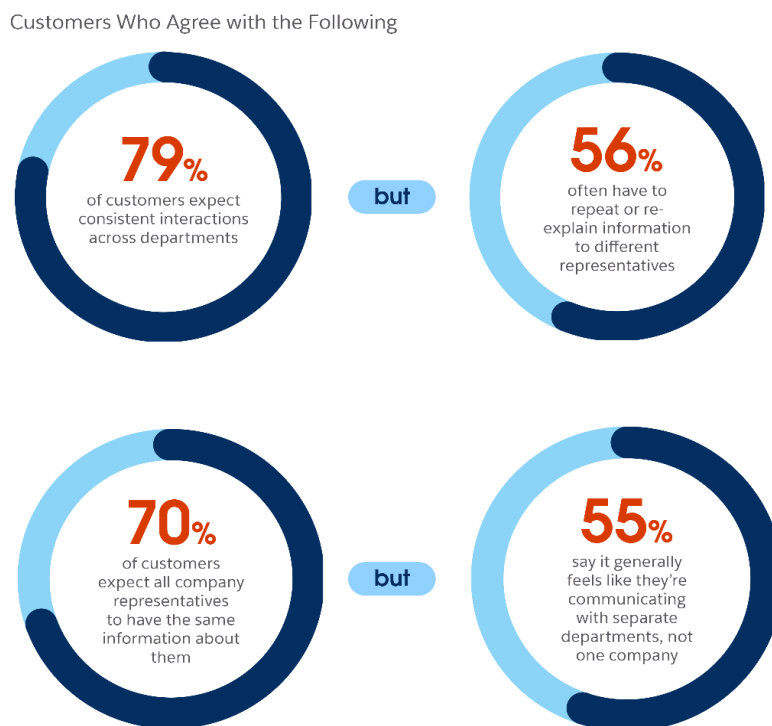 Customers Who Agree with the Following
79%
of customers expect
consistent interactions
across departments
but
56%
often have to
repeat or re-
explain information
to different
representatives
70%
of customers
expect all company
representatives
to have the same
information about
them
but
55%
say it generally
feels like they’re
communicating
with separate
departments, not
one company